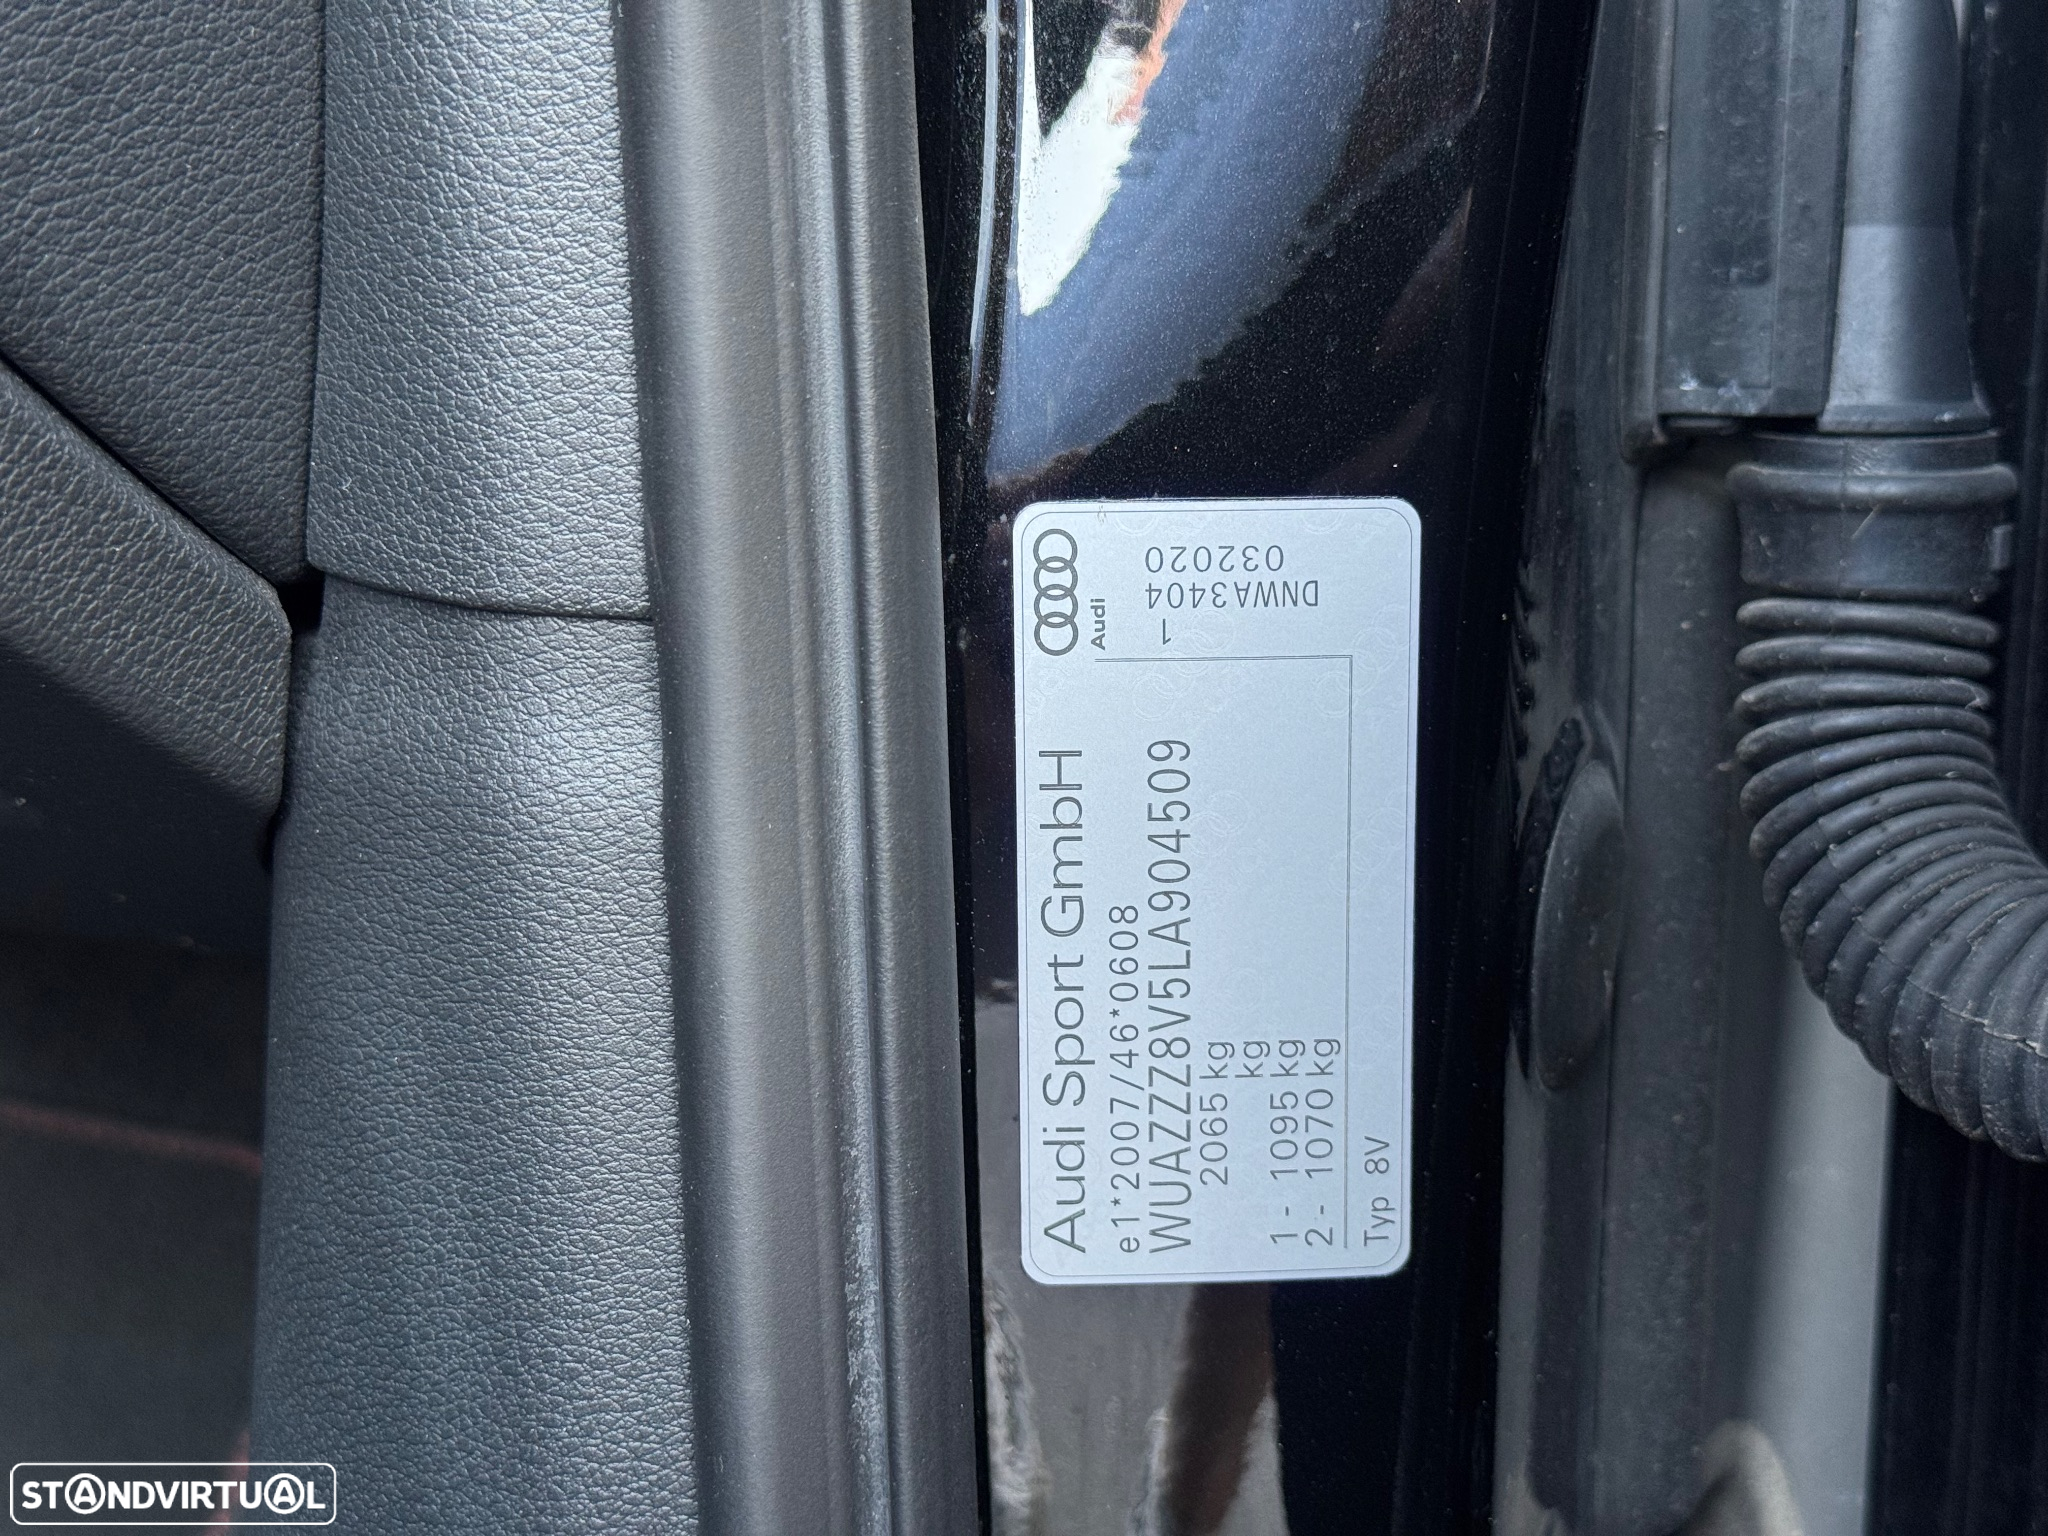 Audi Sport GmbH
Audi
e1*2007/46*0608
WUAZZZ8V5LA904509
2065 kg
kg
1 - 1095 kg
2 - 1070 kg
Typ 8V
1
DNWA3404
032020
STANDVIRTUAL